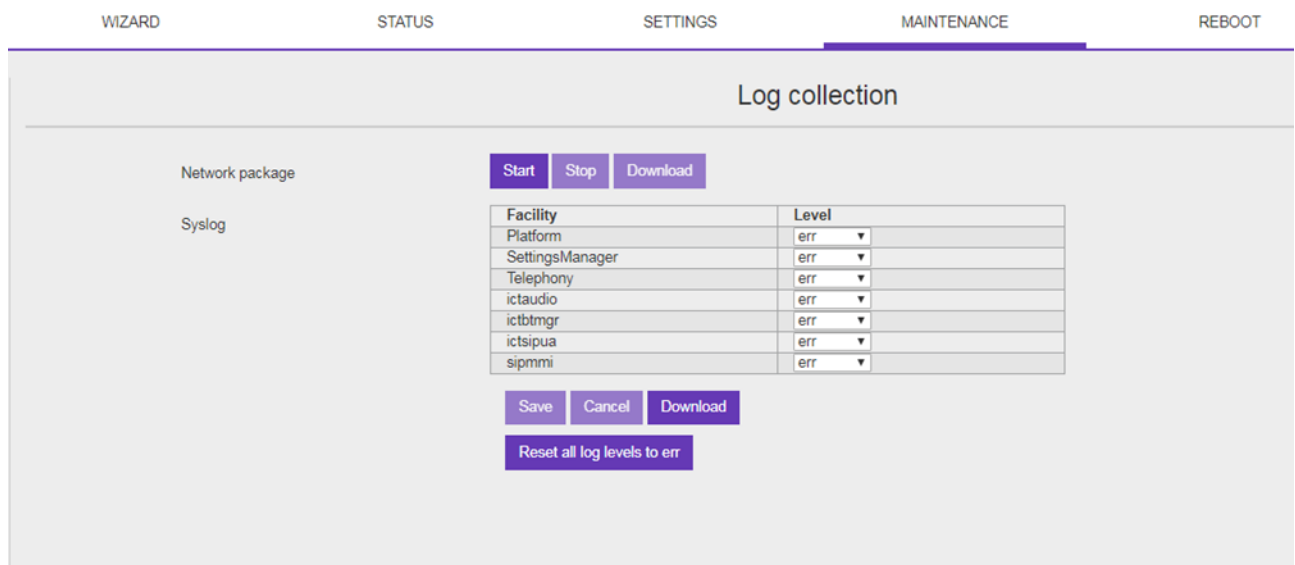 WIZARD STATUS SETTINGS MAINTENANCE REBOOT
Log collection
Network package Start Stop Download
Syslog
Facility Level
Platform err
SettingsManager err
Telephony err
ictaudio err
ictbtmgr err
ictsipua err
sipmmi err
Save Cancel Download
Reset all log levels to err